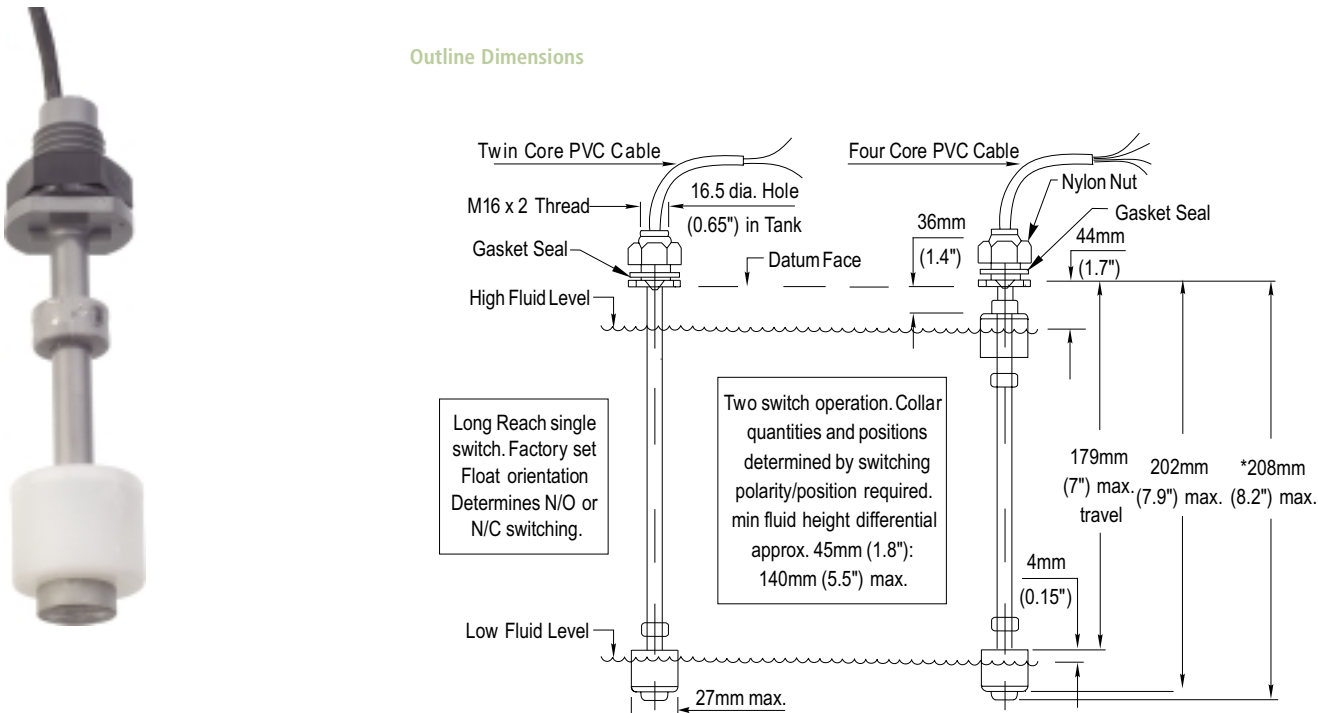 Outline Dimensions
Twin Core PVC Cable
Four Core PVC Cable
Nylon Nut
M16 x 2 Thread
16.5 dia. Hole
(0.65") in Tank
Gasket Seal
Gasket Seal
36mm
(1.4")
44mm
(1.7")
Datum Face
High Fluid Level
Long Reach single
switch. Factory set
Float orientation
Determines N/O or
N/C switching.
Two switch operation. Collar
quantities and positions
determined by switching
polarity/position required.
min fluid height differential
approx. 45mm (1.8"):
140mm (5.5") max.
179mm
(7") max.
travel
202mm
(7.9") max.
*208mm
(8.2") max.
4mm
(0.15")
Low Fluid Level
27mm max.